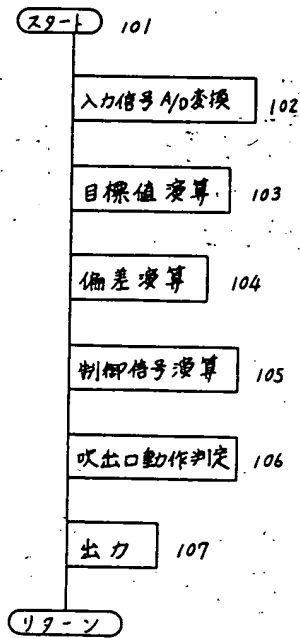 スタート 101
入力信号A/D変換 102
目標値演算 103
偏差演算 104
制御信号演算 105
吹出口動作判定 106
出力 107
リターン